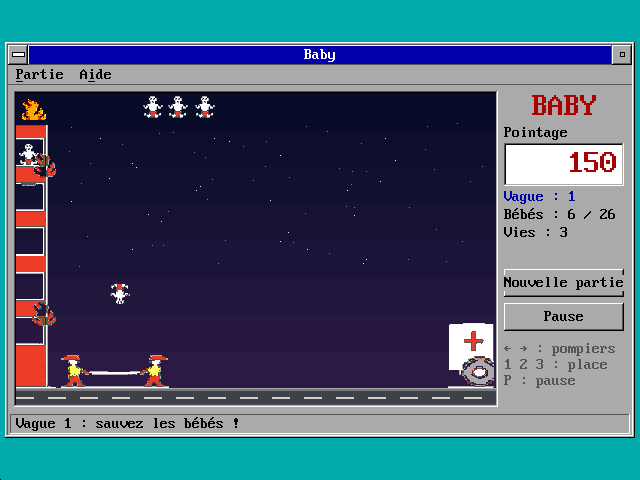 Baby
Partie Aide
BABY
Pointage
150
Vague : 1
Bébés : 6 / 26
Vies : 3
Nouvelle partie
Pause
← → : pompiers
1 2 3 : place
P : pause
Vague 1 : sauvez les bébés !